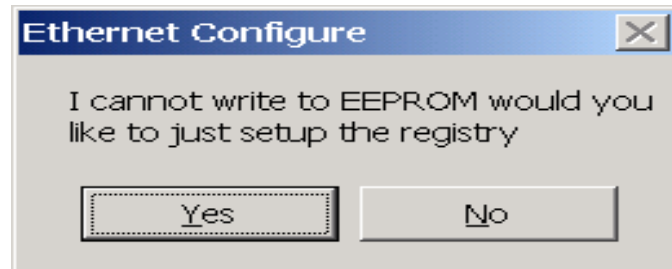 Ethernet Configure
I cannot write to EEPROM would you
like to just setup the registry
Yes
No